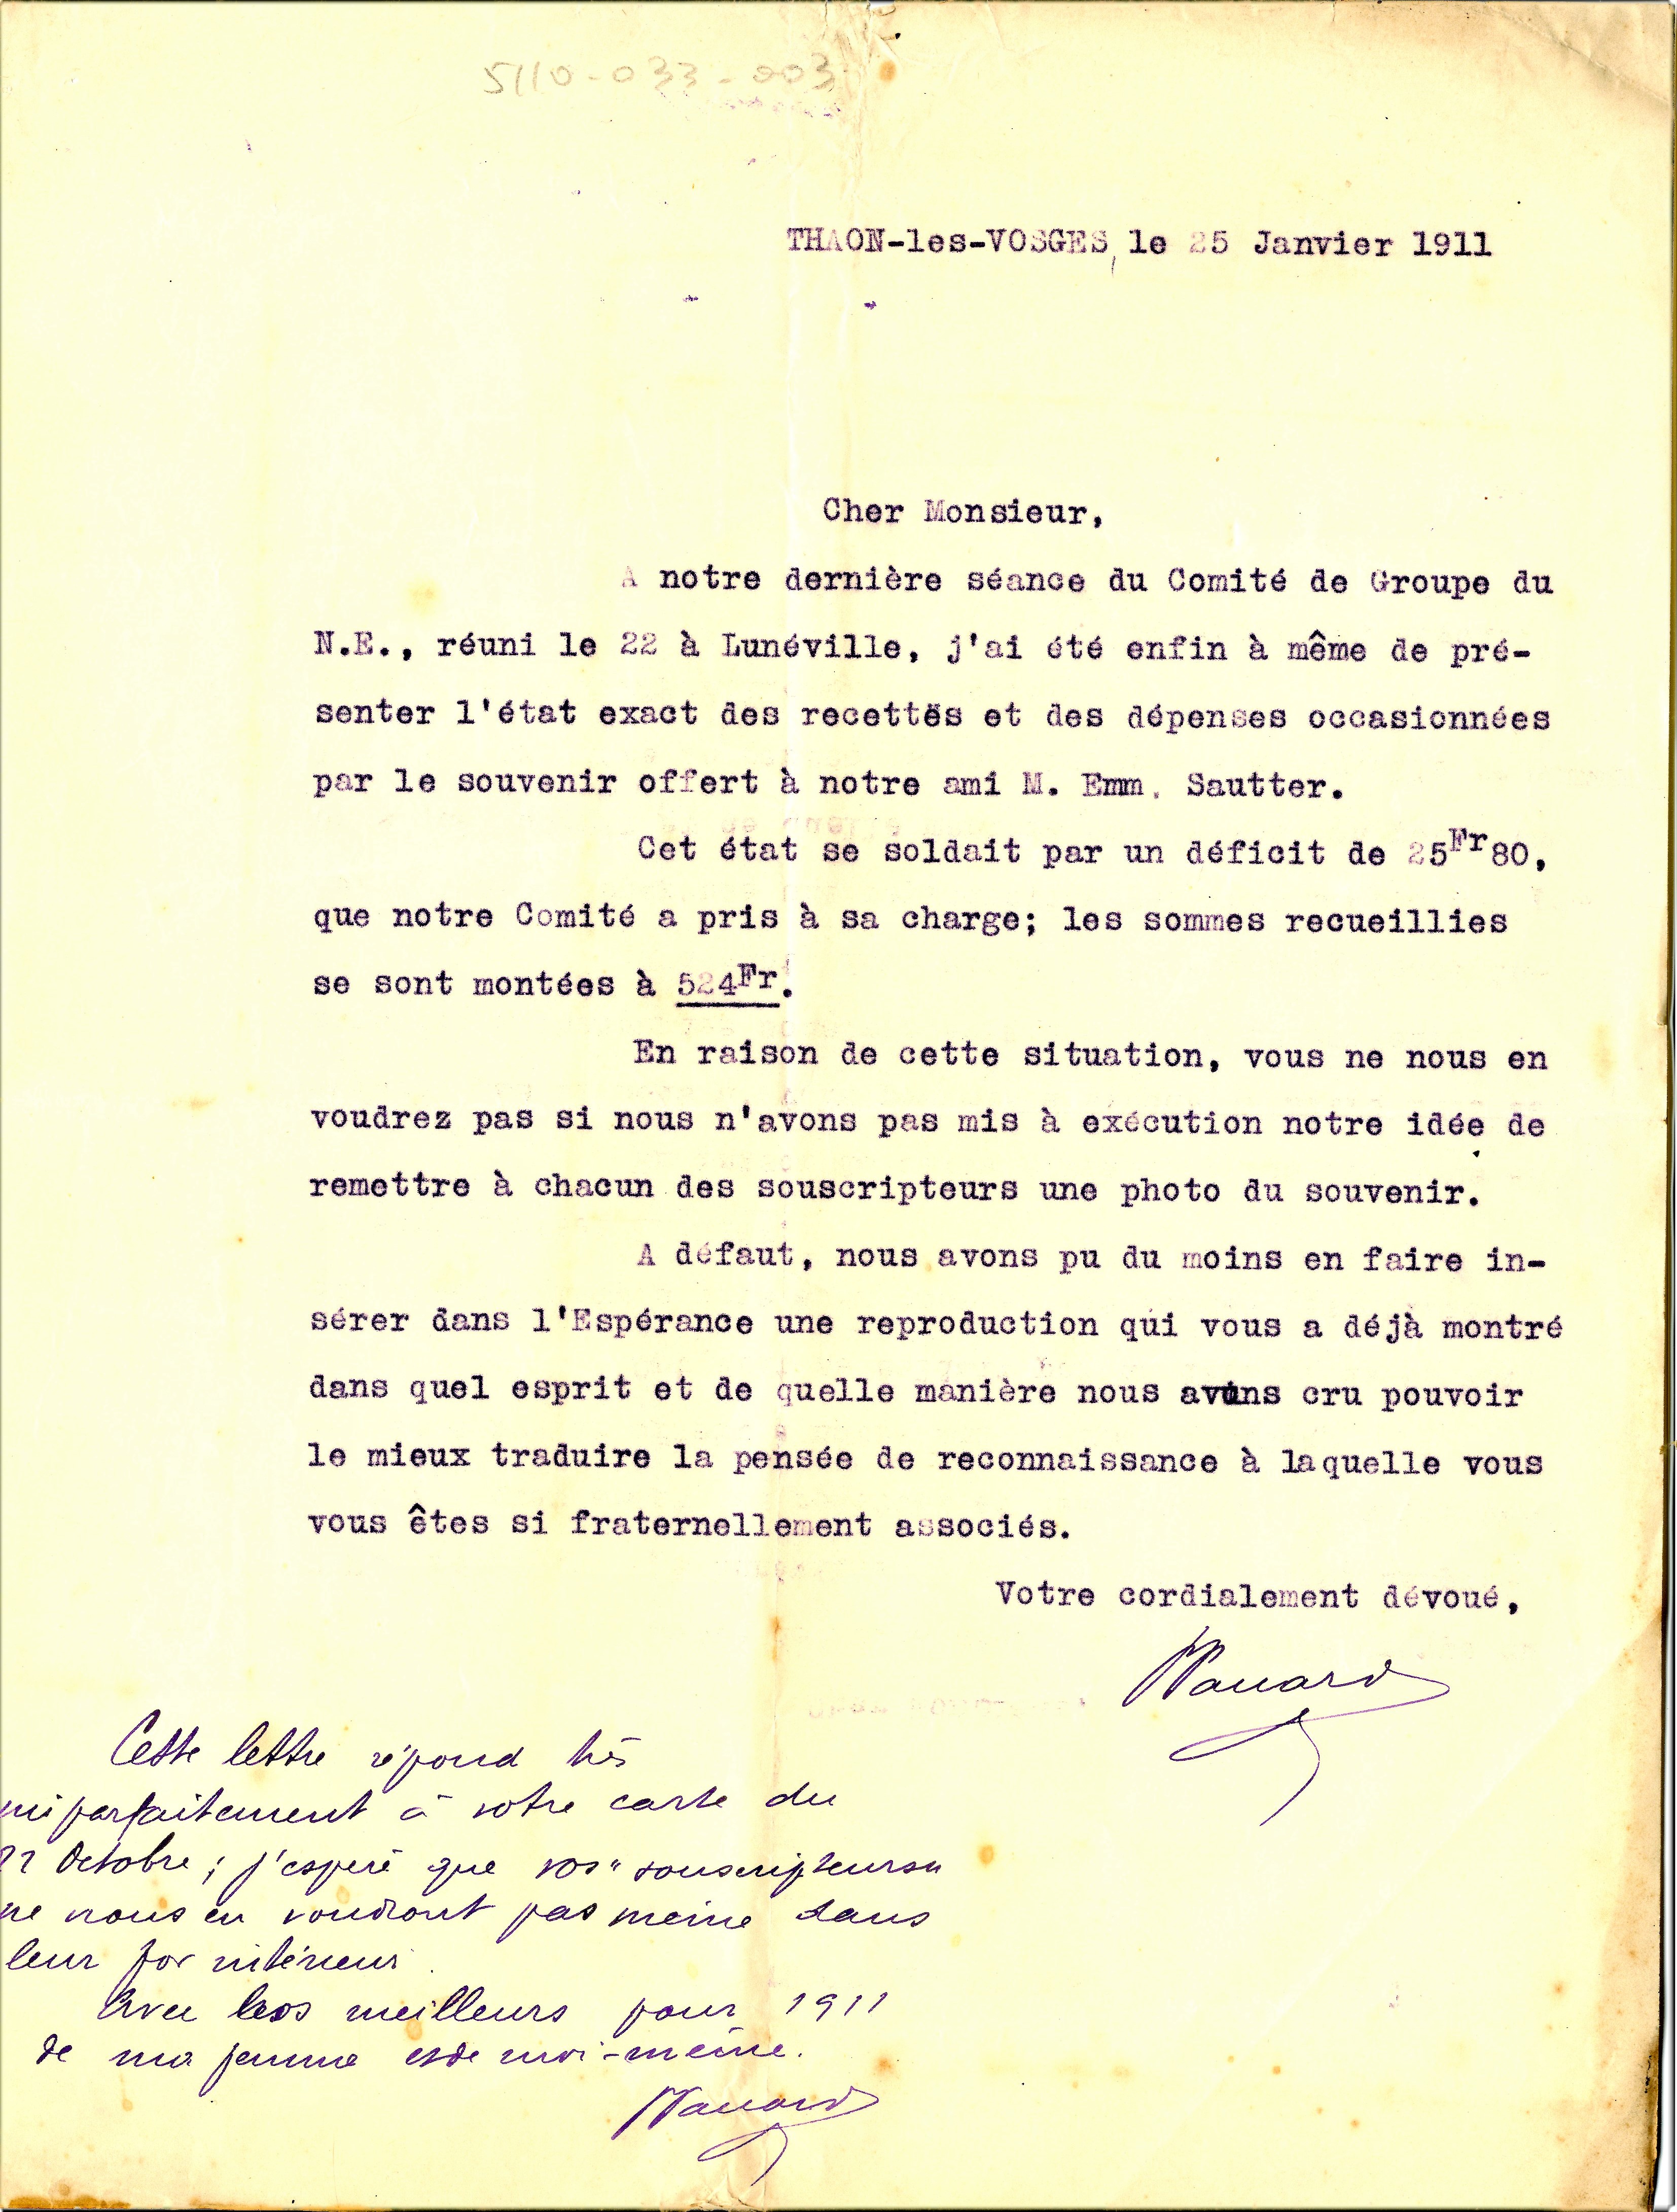 5110-033-003
THAON-les-VOSGES, le 25 Janvier 1911
Cher Monsieur,
A notre dernière séance du Comité de Groupe du
N.E., réuni le 22 à Lunéville, j'ai été enfin à même de pré-
senter l'état exact des recettes et des dépenses occasionnées
par le souvenir offert à notre ami M. Emm. Sautter.
Cet état se soldait par un déficit de 25Fr80,
que notre Comité a pris à sa charge; les sommes recueillies
se sont montées à 524Fr.
En raison de cette situation, vous ne nous en
voudrez pas si nous n'avons pas mis à exécution notre idée de
remettre à chacun des souscripteurs une photo du souvenir.
A défaut, nous avons pu du moins en faire in-
sérer dans l'Espérance une reproduction qui vous a déjà montré
dans quel esprit et de quelle manière nous avons cru pouvoir
le mieux traduire la pensée de reconnaissance à laquelle vous
vous êtes si fraternellement associés.
Votre cordialement dévoué,
Cette lettre répond très
imparfaitement à votre carte du
Octobre; j'espère que vos "souscripteurs"
ne nous en voudront pas même dans
leur for intérieur.
Avec meilleurs pour 1911
de ma femme et de moi-même.